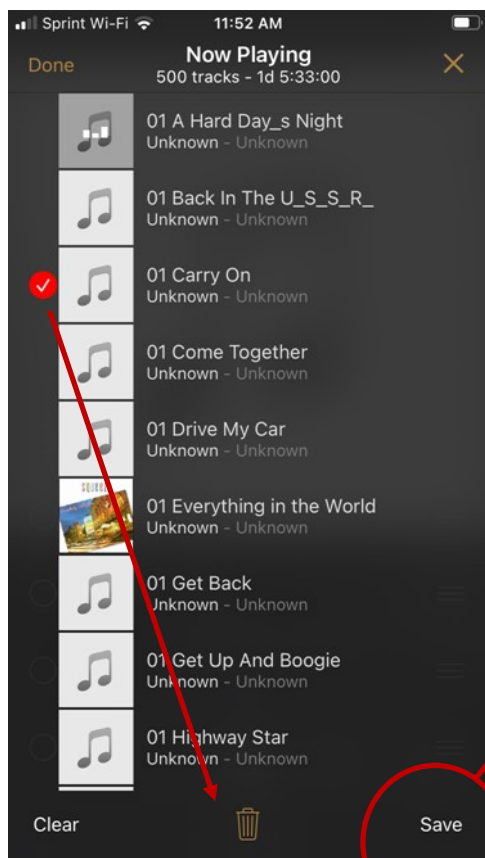 Sprint Wi-Fi 11:52 AM
Done Now Playing
500 tracks - 1d 5:33:00
01 A Hard Day_s Night
Unknown - Unknown
01 Back In The U_S_S_R_
Unknown - Unknown
01 Carry On
Unknown - Unknown
01 Come Together
Unknown - Unknown
01 Drive My Car
Unknown - Unknown
01 Everything in the World
Unknown - Unknown
01 Get Back
Unknown - Unknown
01 Get Up And Boogie
Unknown - Unknown
01 Highway Star
Unknown - Unknown
Clear Save